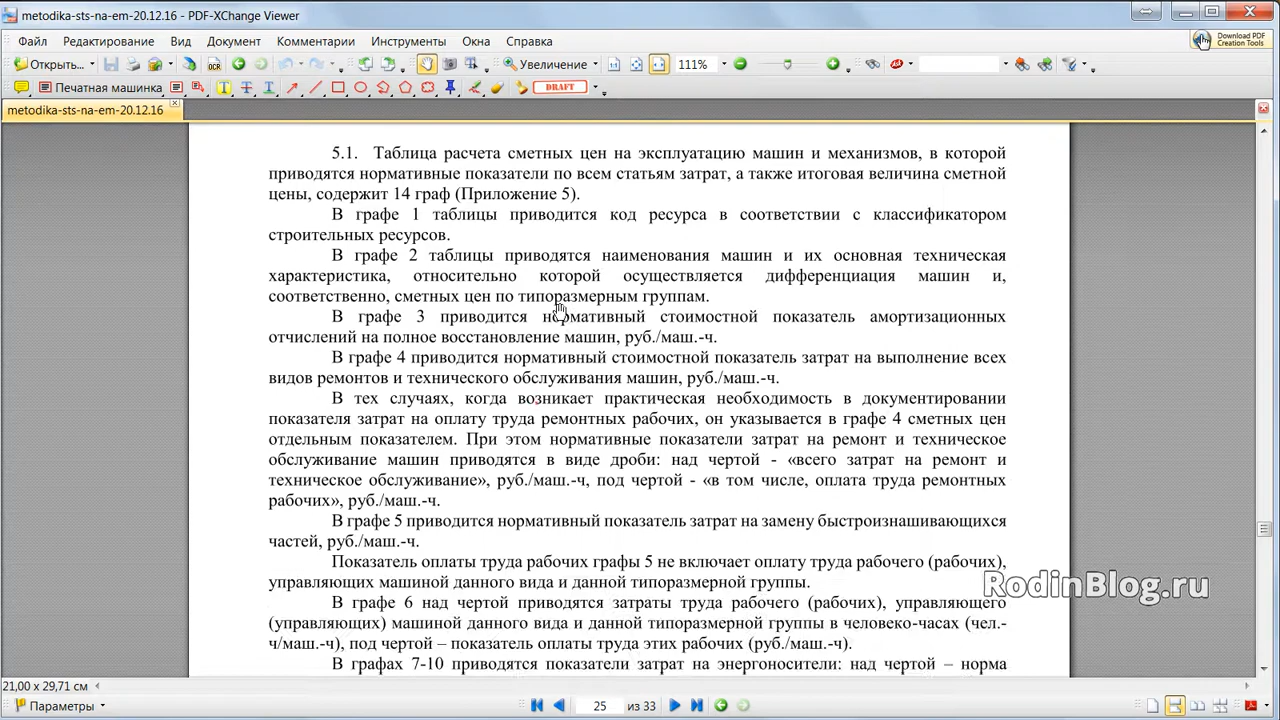 metodika-sts-na-em-20.12.16 - PDF-XChange Viewer
Файл Редактирование Вид Документ Комментарии Инструменты Окна Справка
Download PDF
Creation Tools
Открыть... OCR Увеличение 111%
Печатная машинка T T T DRAFT
metodika-sts-na-em-20.12.16
5.1. Таблица расчета сметных цен на эксплуатацию машин и механизмов, в которой
приводятся нормативные показатели по всем статьям затрат, а также итоговая величина сметной
цены, содержит 14 граф (Приложение 5).
В графе 1 таблицы приводится код ресурса в соответствии с классификатором
строительных ресурсов.
В графе 2 таблицы приводятся наименования машин и их основная техническая
характеристика, относительно которой осуществляется дифференциация машин и,
соответственно, сметных цен по типоразмерным группам.
В графе 3 приводится нормативный стоимостной показатель амортизационных
отчислений на полное восстановление машин, руб./маш.-ч.
В графе 4 приводится нормативный стоимостной показатель затрат на выполнение всех
видов ремонтов и технического обслуживания машин, руб./маш.-ч.
В тех случаях, когда возникает практическая необходимость в документировании
показателя затрат на оплату труда ремонтных рабочих, он указывается в графе 4 сметных цен
отдельным показателем. При этом нормативные показатели затрат на ремонт и техническое
обслуживание машин приводятся в виде дроби: над чертой - «всего затрат на ремонт и
техническое обслуживание», руб./маш.-ч, под чертой - «в том числе, оплата труда ремонтных
рабочих», руб./маш.-ч.
В графе 5 приводится нормативный показатель затрат на замену быстроизнашивающихся
частей, руб./маш.-ч.
Показатель оплаты труда рабочих графы 5 не включает оплату труда рабочего (рабочих),
управляющих машиной данного вида и данной типоразмерной группы.
RodinBlog.ru
В графе 6 над чертой приводятся затраты труда рабочего (рабочих), управляющего
(управляющих) машиной данного вида и данной типоразмерной группы в человеко-часах (чел.-
ч/маш.-ч), под чертой – показатель оплаты труда этих рабочих (руб./маш.-ч).
В графах 7-10 приводятся показатели затрат на энергоносители: над чертой – норма
21,00 x 29,71 см
Параметры 25 из 33